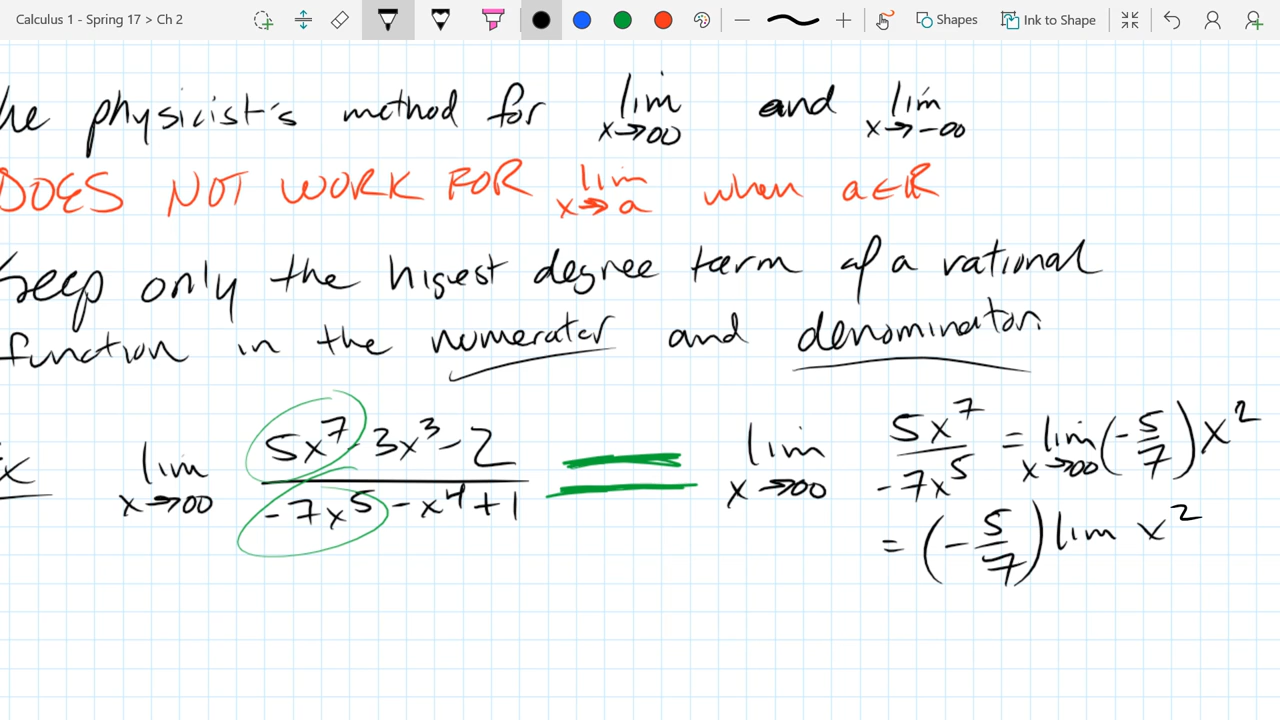 Calculus 1 - Spring 17 > Ch 2 Shapes Ink to Shape
he physicist's method for lim x→∞ and lim x→-∞
DOES NOT WORK FOR lim x→a when a∈ℝ
keep only the highest degree term of a rational
function in the numerator and denominator.
x lim x→∞ (5x^7 - 3x^3 - 2)/(-7x^5 - x^4 + 1) = lim x→∞ 5x^7/(-7x^5) = lim x→∞ (-5/7) x^2
= (-5/7) lim x^2